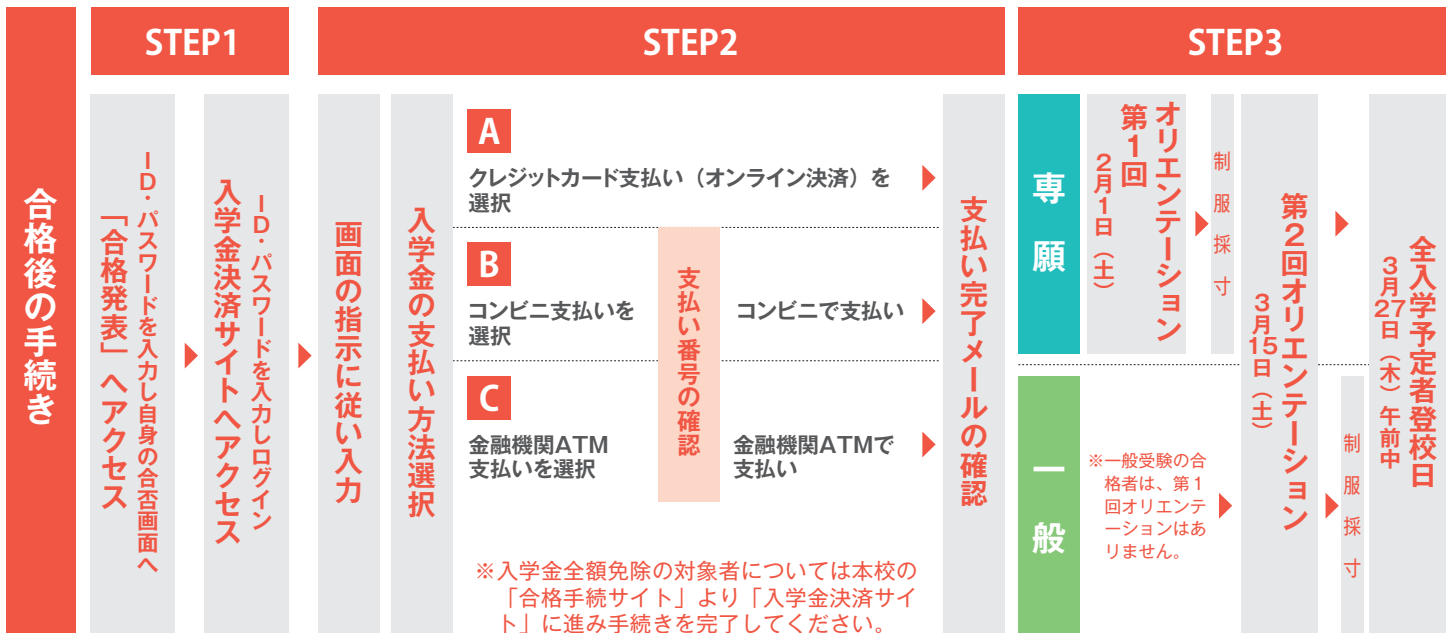 合格後の手続き
STEP1
「合格発表」へアクセス
ID・パスワードを入力し自身の合否画面へ
入学金決済サイトへアクセス
ID・パスワードを入力しログイン
STEP2
画面の指示に従い入力
入学金の支払い方法選択
A
クレジットカード支払い（オンライン決済）を
選択
B
コンビニ支払いを
選択
C
金融機関ATM
支払いを選択
支払い番号の確認
コンビニで支払い
金融機関ATMで
支払い
支払い完了メールの確認
※入学金全額免除の対象者については本校の
「合格手続サイト」より「入学金決済サイ
ト」に進み手続きを完了してください。
STEP3
専願
第1回
オリエンテーション
2月1日（土）
制服採寸
一般
※一般受験の合
格者は、第1
回オリエンテ
ーションはあ
りません。
第2回オリエンテーション
3月15日（土）
制服採寸
全入学予定者登校日
3月27日（木）午前中